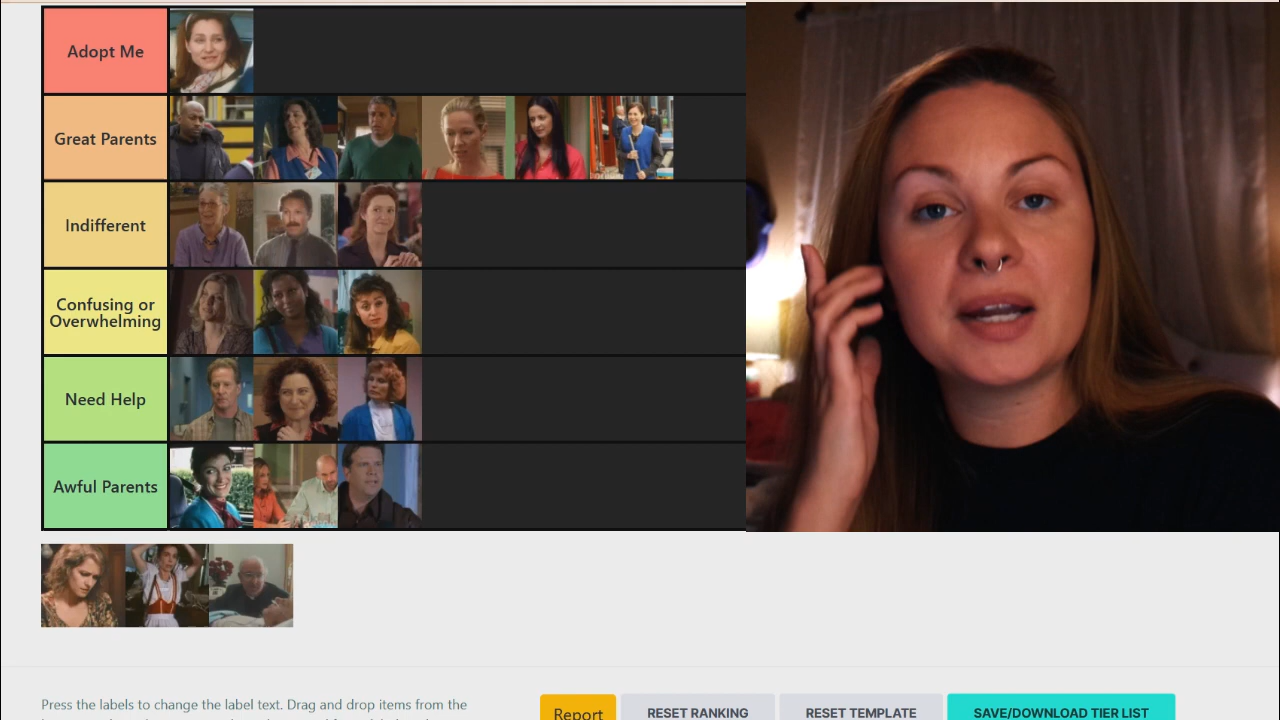 Adopt Me
Great Parents
Indifferent
Confusing or
Overwhelming
Need Help
Awful Parents
Press the labels to change the label text. Drag and drop items from the
Report
RESET RANKING
RESET TEMPLATE
SAVE/DOWNLOAD TIER LIST